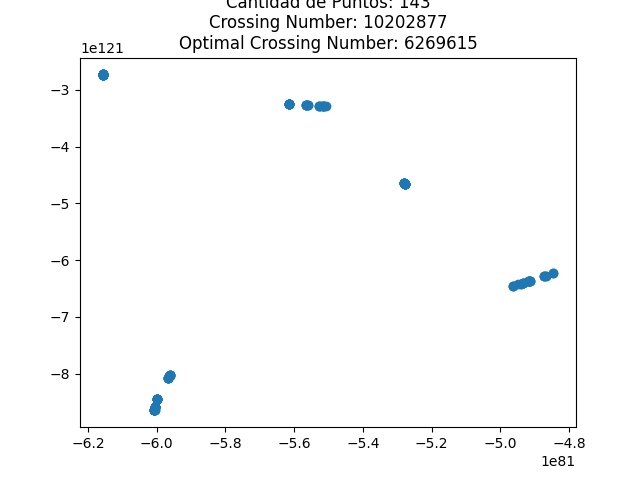 Cantidad de Puntos: 143
Crossing Number: 10202877
Optimal Crossing Number: 6269615
1e121
−3
−4
−5
−6
−7
−8
−6.2 −6.0 −5.8 −5.6 −5.4 −5.2 −5.0 −4.8
1e81